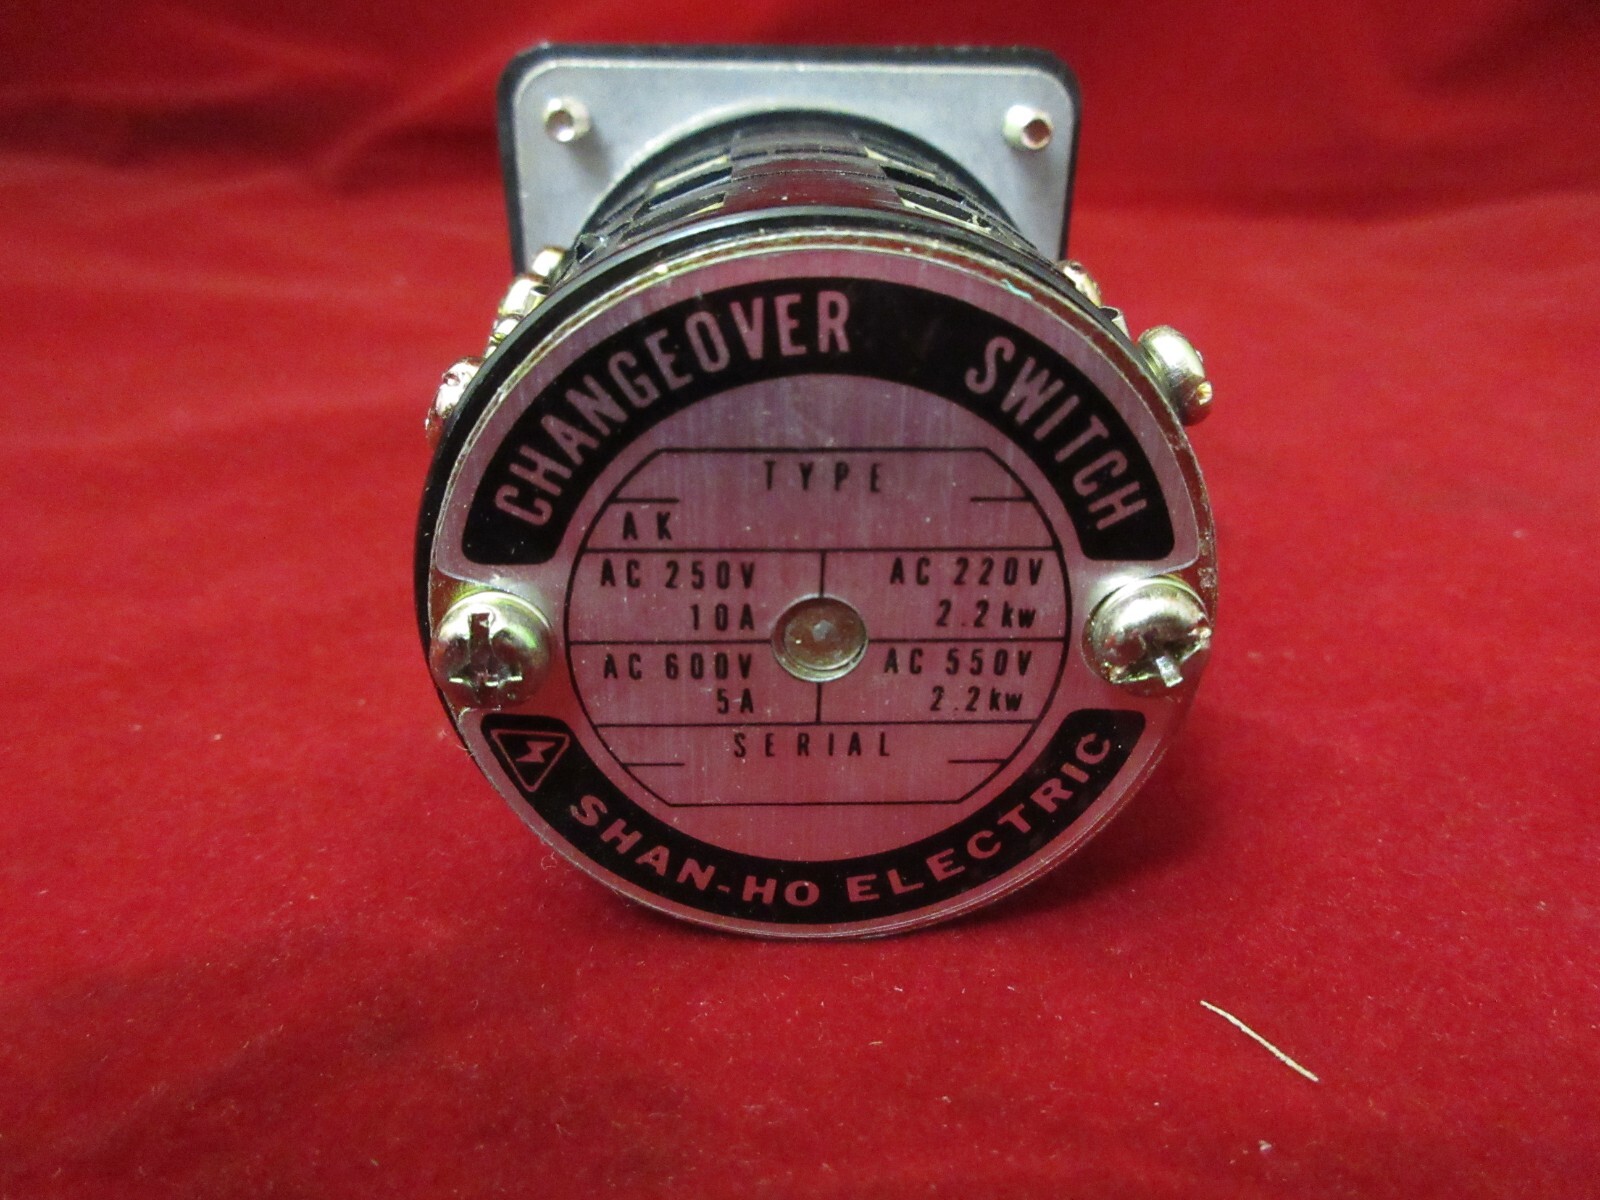 CHANGEOVER SWITCH
TYPE
AK
AC 250V AC 220V
10A 2.2kw
AC 600V AC 550V
5A 2.2kw
SERIAL
SHAN-HO ELECTRIC